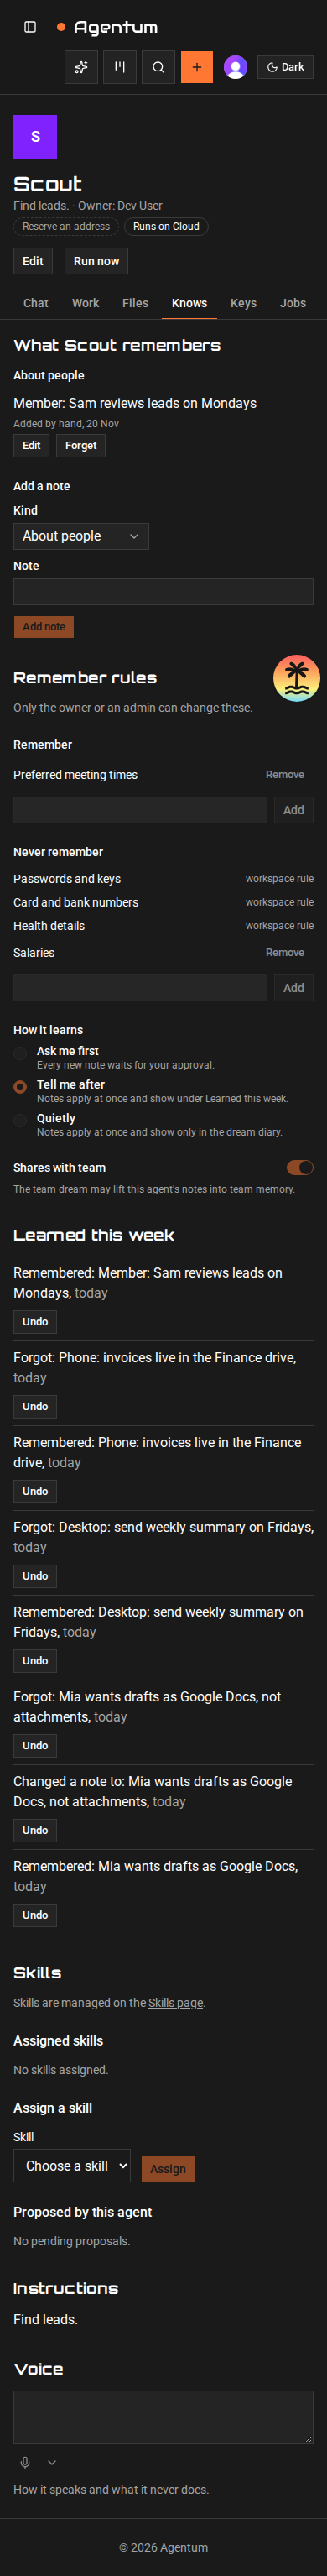 Agentum
Dark
S
Scout
Find leads. · Owner: Dev User
Reserve an address
Runs on Cloud
Edit
Run now
Chat
Work
Files
Knows
Keys
Jobs
What Scout remembers
About people
Member: Sam reviews leads on Mondays
Added by hand, 20 Nov
Edit
Forget
Add a note
Kind
About people
Note
Add note
Remember rules
Only the owner or an admin can change these.
Remember
Preferred meeting times
Remove
Add
Never remember
Passwords and keys
workspace rule
Card and bank numbers
workspace rule
Health details
workspace rule
Salaries
Remove
Add
How it learns
Ask me first
Every new note waits for your approval.
Tell me after
Notes apply at once and show under Learned this week.
Quietly
Notes apply at once and show only in the dream diary.
Shares with team
The team dream may lift this agent's notes into team memory.
Learned this week
Remembered: Member: Sam reviews leads on
Mondays, today
Undo
Forgot: Phone: invoices live in the Finance drive,
today
Undo
Remembered: Phone: invoices live in the Finance
drive, today
Undo
Forgot: Desktop: send weekly summary on Fridays,
today
Undo
Remembered: Desktop: send weekly summary on
Fridays, today
Undo
Forgot: Mia wants drafts as Google Docs, not
attachments, today
Undo
Changed a note to: Mia wants drafts as Google
Docs, not attachments, today
Undo
Remembered: Mia wants drafts as Google Docs,
today
Undo
Skills
Skills are managed on the Skills page.
Assigned skills
No skills assigned.
Assign a skill
Skill
Choose a skill
Assign
Proposed by this agent
No pending proposals.
Instructions
Find leads.
Voice
How it speaks and what it never does.
© 2026 Agentum